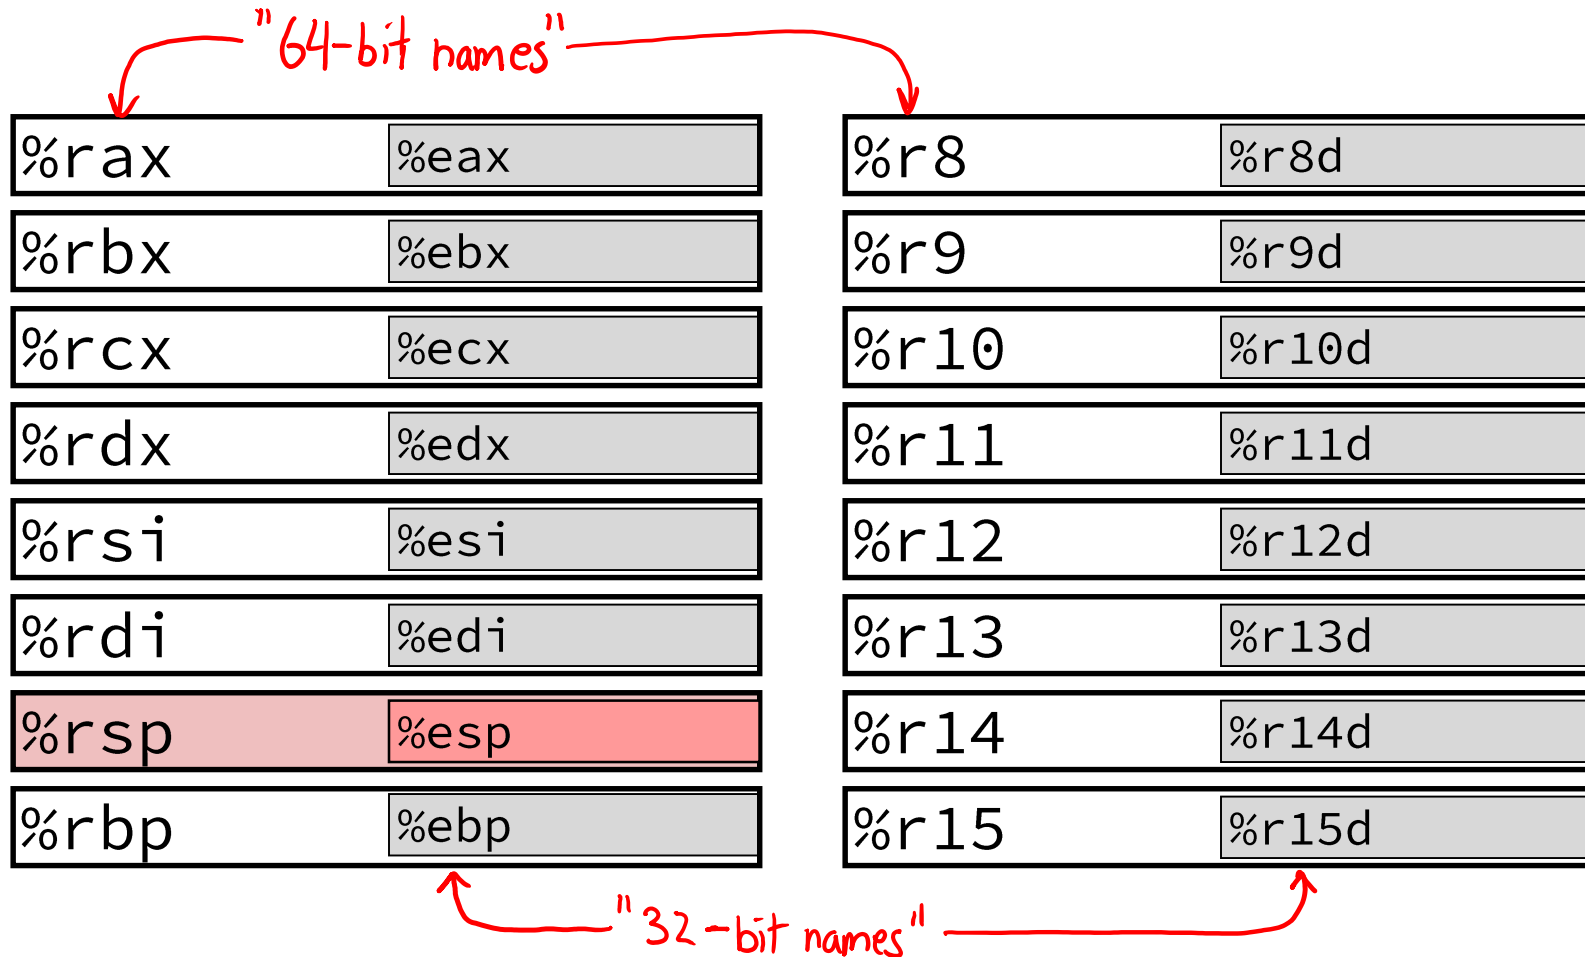 "64-bit names"
%rax %eax %r8 %r8d
%rbx %ebx %r9 %r9d
%rcx %ecx %r10 %r10d
%rdx %edx %r11 %r11d
%rsi %esi %r12 %r12d
%rdi %edi %r13 %r13d
%rsp %esp %r14 %r14d
%rbp %ebp %r15 %r15d
"32-bit names"